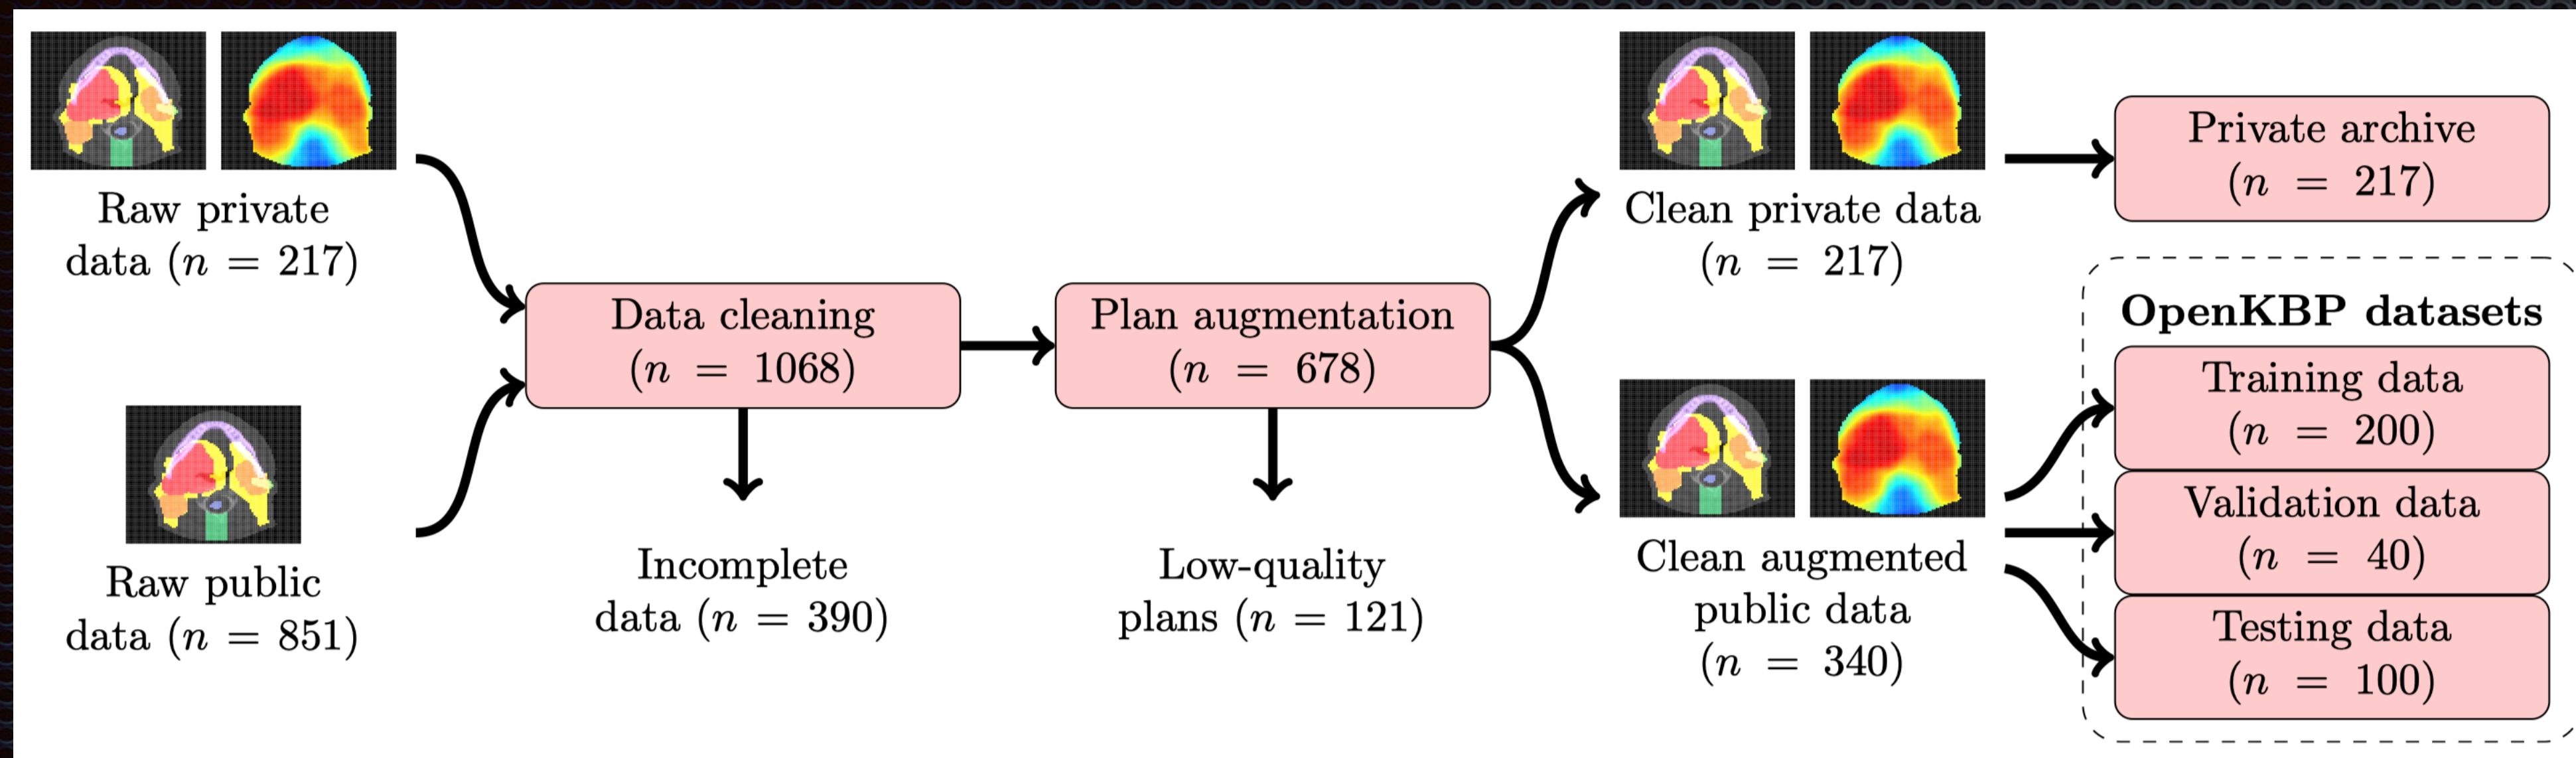 Raw private
data (n = 217)
Raw public
data (n = 851)
Data cleaning
(n = 1068)
Incomplete
data (n = 390)
Plan augmentation
(n = 678)
Low-quality
plans (n = 121)
Clean private data
(n = 217)
Clean augmented
public data
(n = 340)
Private archive
(n = 217)
OpenKBP datasets
Training data
(n = 200)
Validation data
(n = 40)
Testing data
(n = 100)